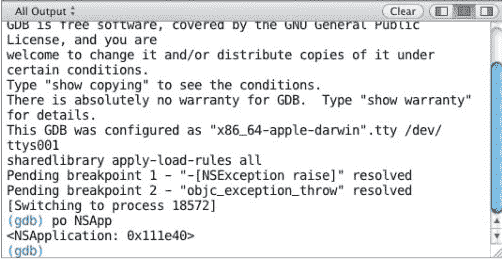 All Output
Clear
GDB is free software, covered by the GNU General Public
License, and you are
welcome to change it and/or distribute copies of it under
certain conditions.
Type "show copying" to see the conditions.
There is absolutely no warranty for GDB.  Type "show warranty"
for details.
This GDB was configured as "x86_64-apple-darwin".tty /dev/
ttys001
sharedlibrary apply-load-rules all
Pending breakpoint 1 - "-[NSException raise]" resolved
Pending breakpoint 2 - "objc_exception_throw" resolved
[Switching to process 18572]
(gdb) po NSApp
<NSApplication: 0x111e40>
(gdb)